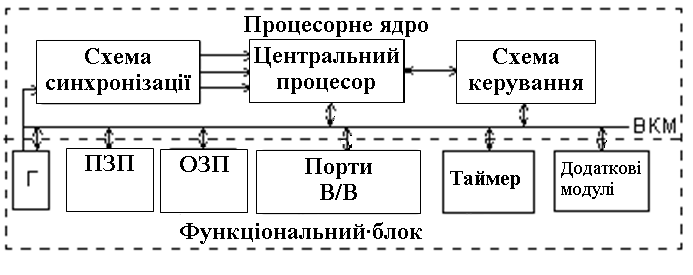 Процесорне ядро
Схема
синхронізації
Центральний
процесор
Схема
керування
ВКМ
Г
ПЗП
ОЗП
Порти
В/В
Таймер
Додаткові
модулі
Функціональний·блок